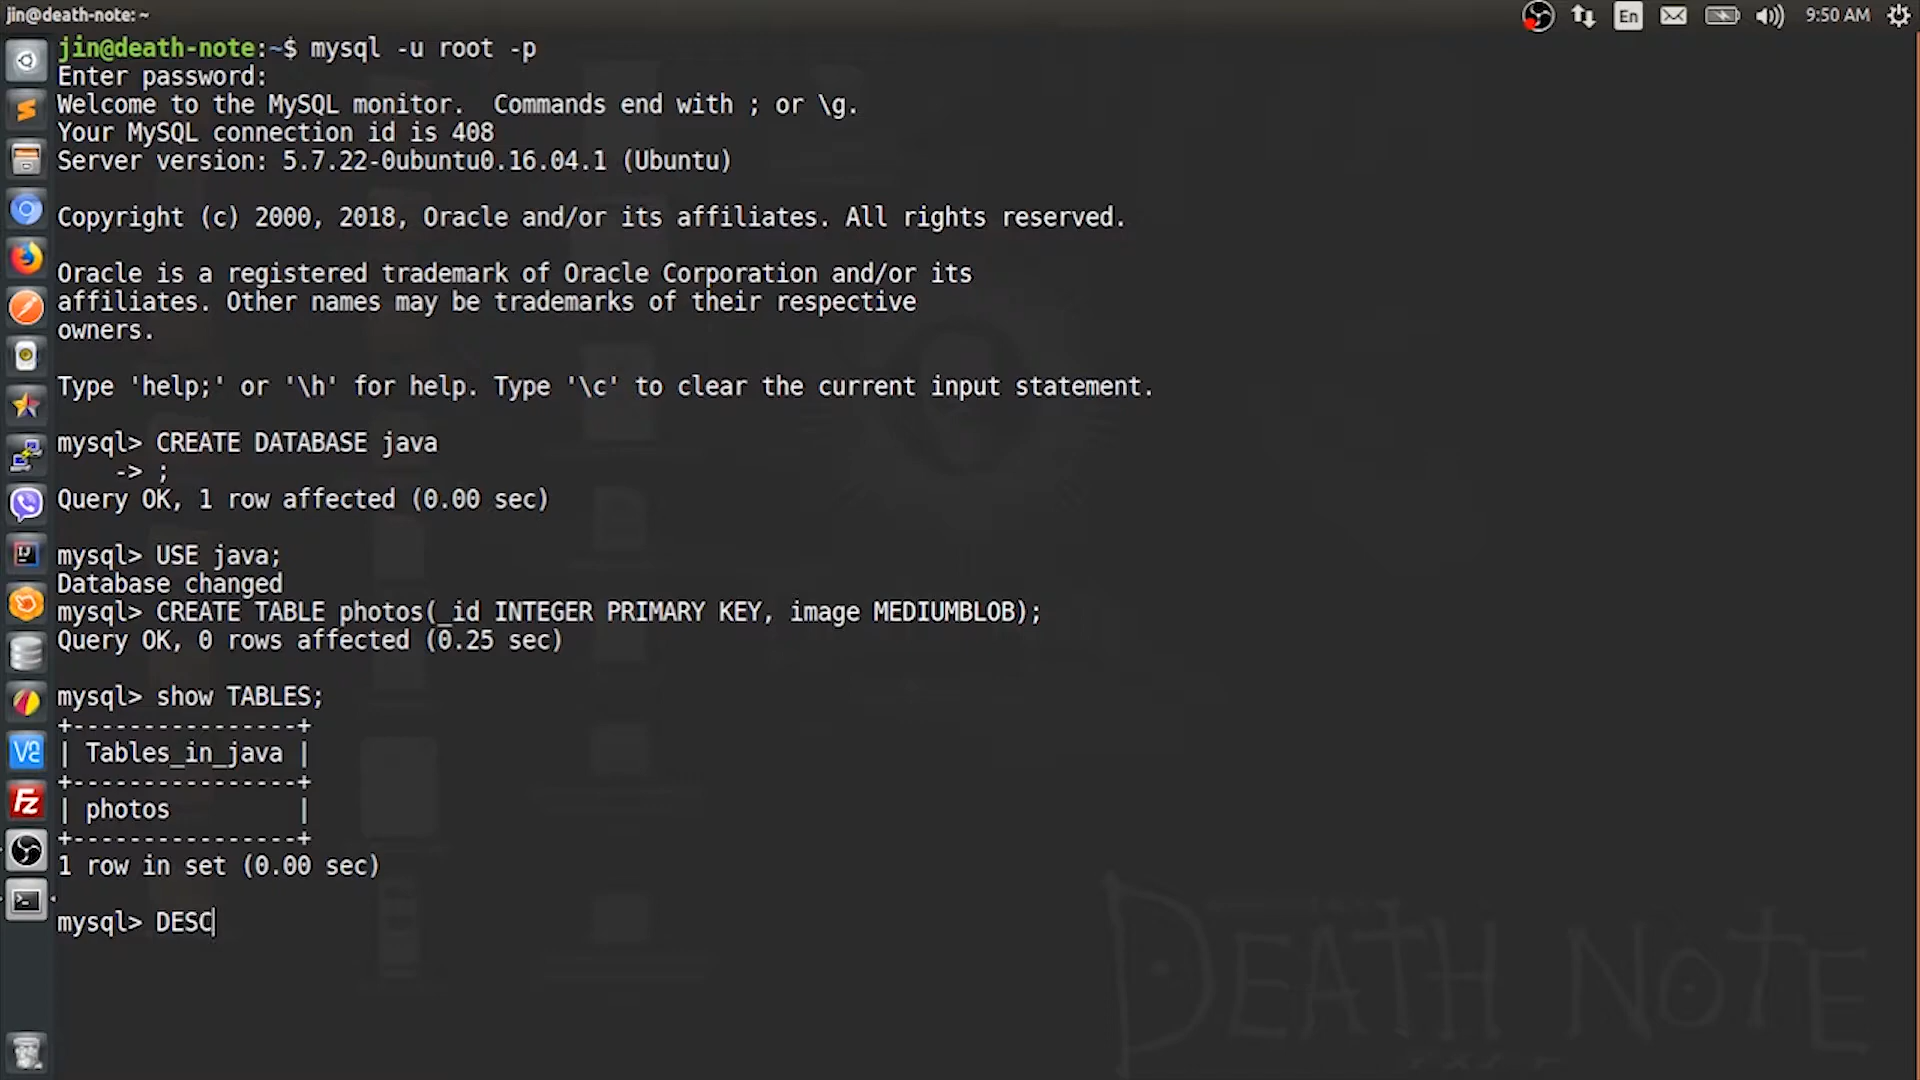 jin@death-note: ~
En
9:50 AM
jin@death-note:~$ mysql -u root -p
Enter password:
Welcome to the MySQL monitor.  Commands end with ; or \g.
Your MySQL connection id is 408
Server version: 5.7.22-0ubuntu0.16.04.1 (Ubuntu)
Copyright (c) 2000, 2018, Oracle and/or its affiliates. All rights reserved.
Oracle is a registered trademark of Oracle Corporation and/or its
affiliates. Other names may be trademarks of their respective
owners.
Type 'help;' or '\h' for help. Type '\c' to clear the current input statement.
mysql> CREATE DATABASE java
    -> ;
Query OK, 1 row affected (0.00 sec)
mysql> USE java;
Database changed
mysql> CREATE TABLE photos(_id INTEGER PRIMARY KEY, image MEDIUMBLOB);
Query OK, 0 rows affected (0.25 sec)
mysql> show TABLES;
+----------------+
| Tables_in_java |
+----------------+
| photos         |
+----------------+
1 row in set (0.00 sec)
mysql> DESC
DEATH NOTE